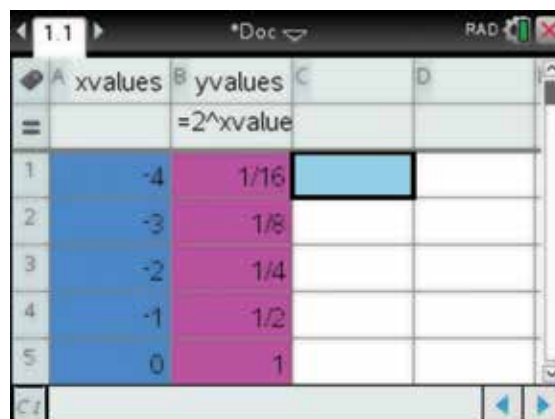 1.1 *Doc RAD
A xvalues B yvalues C D
= =2^xvalue
1 -4 1/16
2 -3 1/8
3 -2 1/4
4 -1 1/2
5 0 1
C1